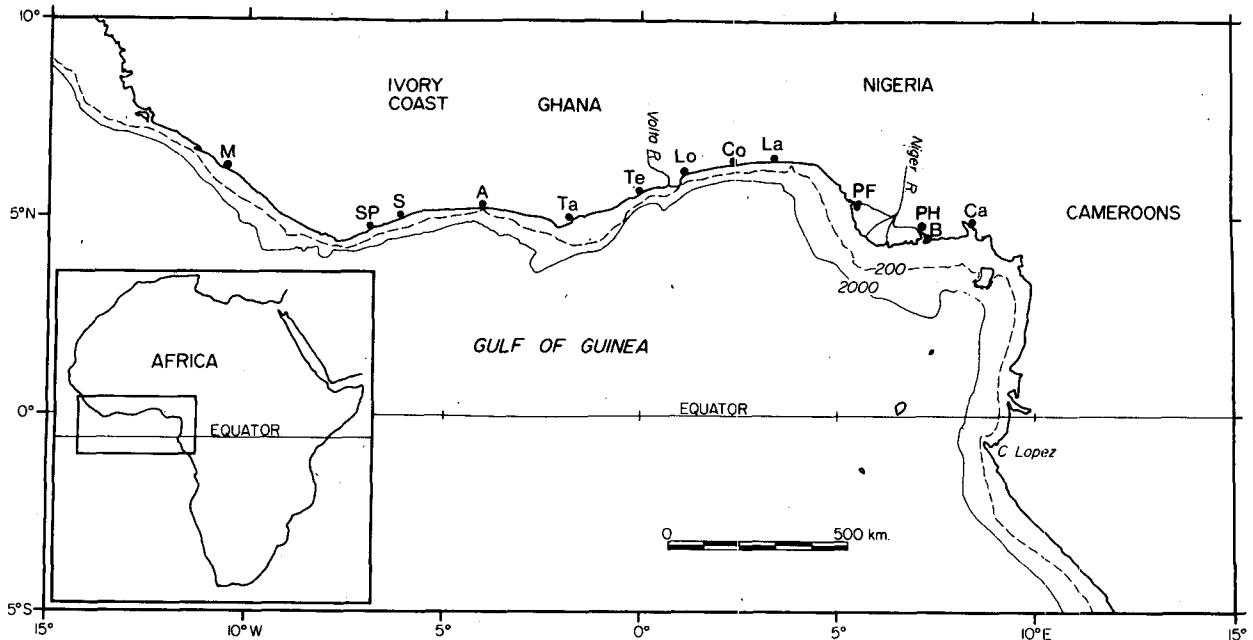 10°
IVORY
COAST
GHANA
NIGERIA
CAMEROONS
Volta R.
Niger R.
M
SP
S
A
Ta
Te
Lo
Co
La
PF
PH
B
Ca
5°
200
2000
GULF OF GUINEA
AFRICA
EQUATOR
0°
EQUATOR
C Lopez
0 500 km.
5°S
15°
10°W
5°
0°
5°
10°E
15°